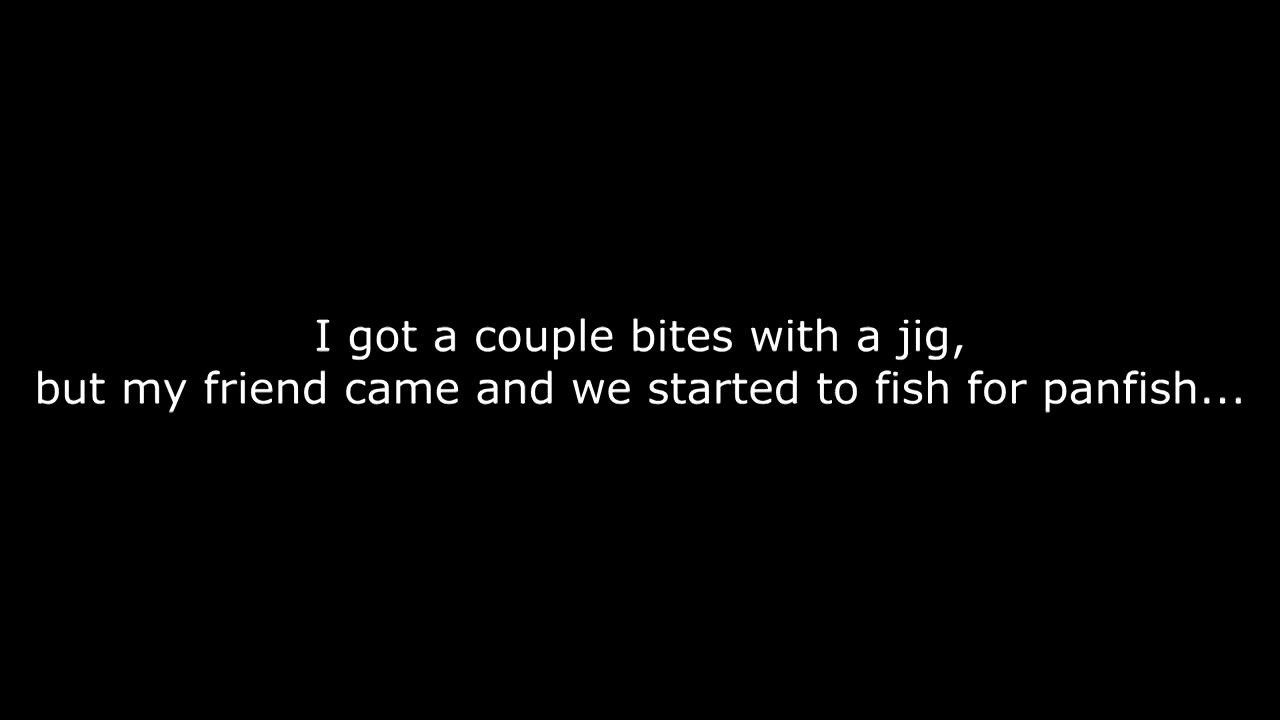 I got a couple bites with a jig,
but my friend came and we started to fish for panfish...